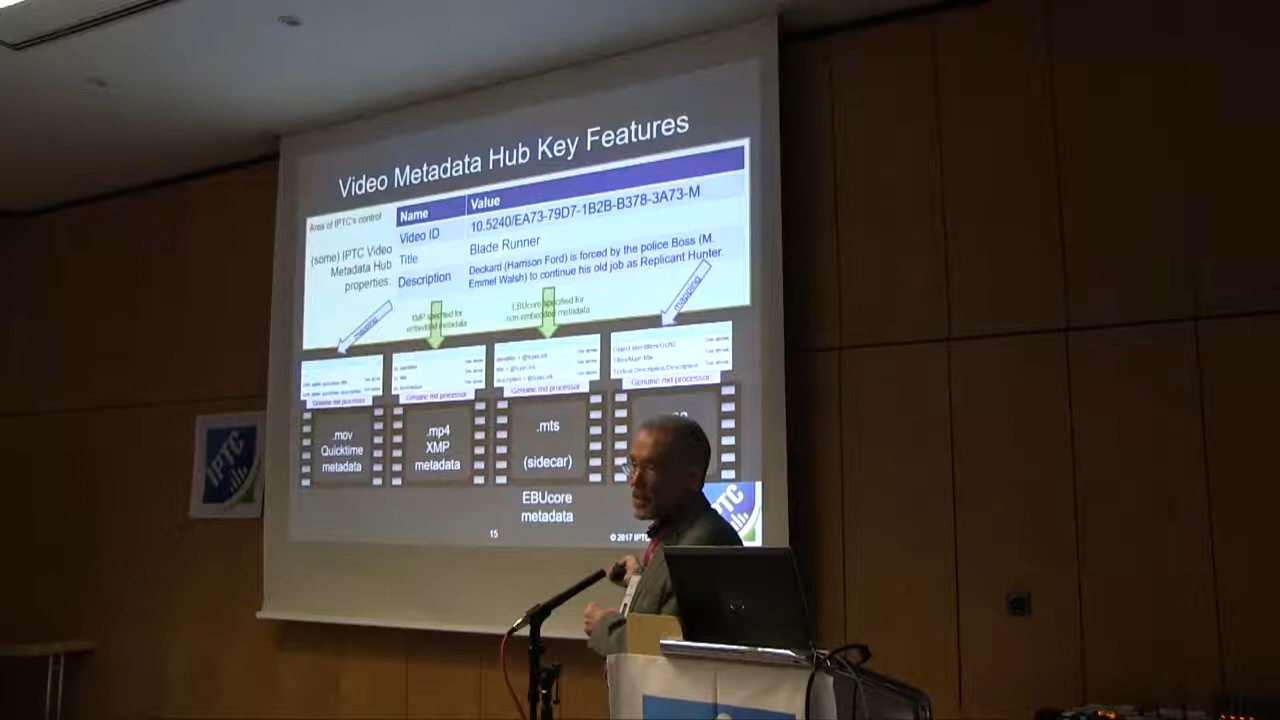 Video Metadata Hub Key Features
Area of IPTC's control
Name Value
Video ID 10.5240/EA73-79D7-1B2B-B378-3A73-M
Title Blade Runner
Description Deckard (Harrison Ford) is forced by the police Boss (M.
Emmet Walsh) to continue his old job as Replicant Hunter.
(some) IPTC Video
Metadata Hub
properties:
mapping
XMP specified for
embedded metadata
EBUcore specified for
non-embedded metadata
mapping
Genuine md processor
Genuine md processor
Genuine md processor
Genuine md processor
.mov
Quicktime
metadata
.mp4
XMP
metadata
.mts
(sidecar)
EBUcore
metadata
15
© 2017 IPTC
IPTC